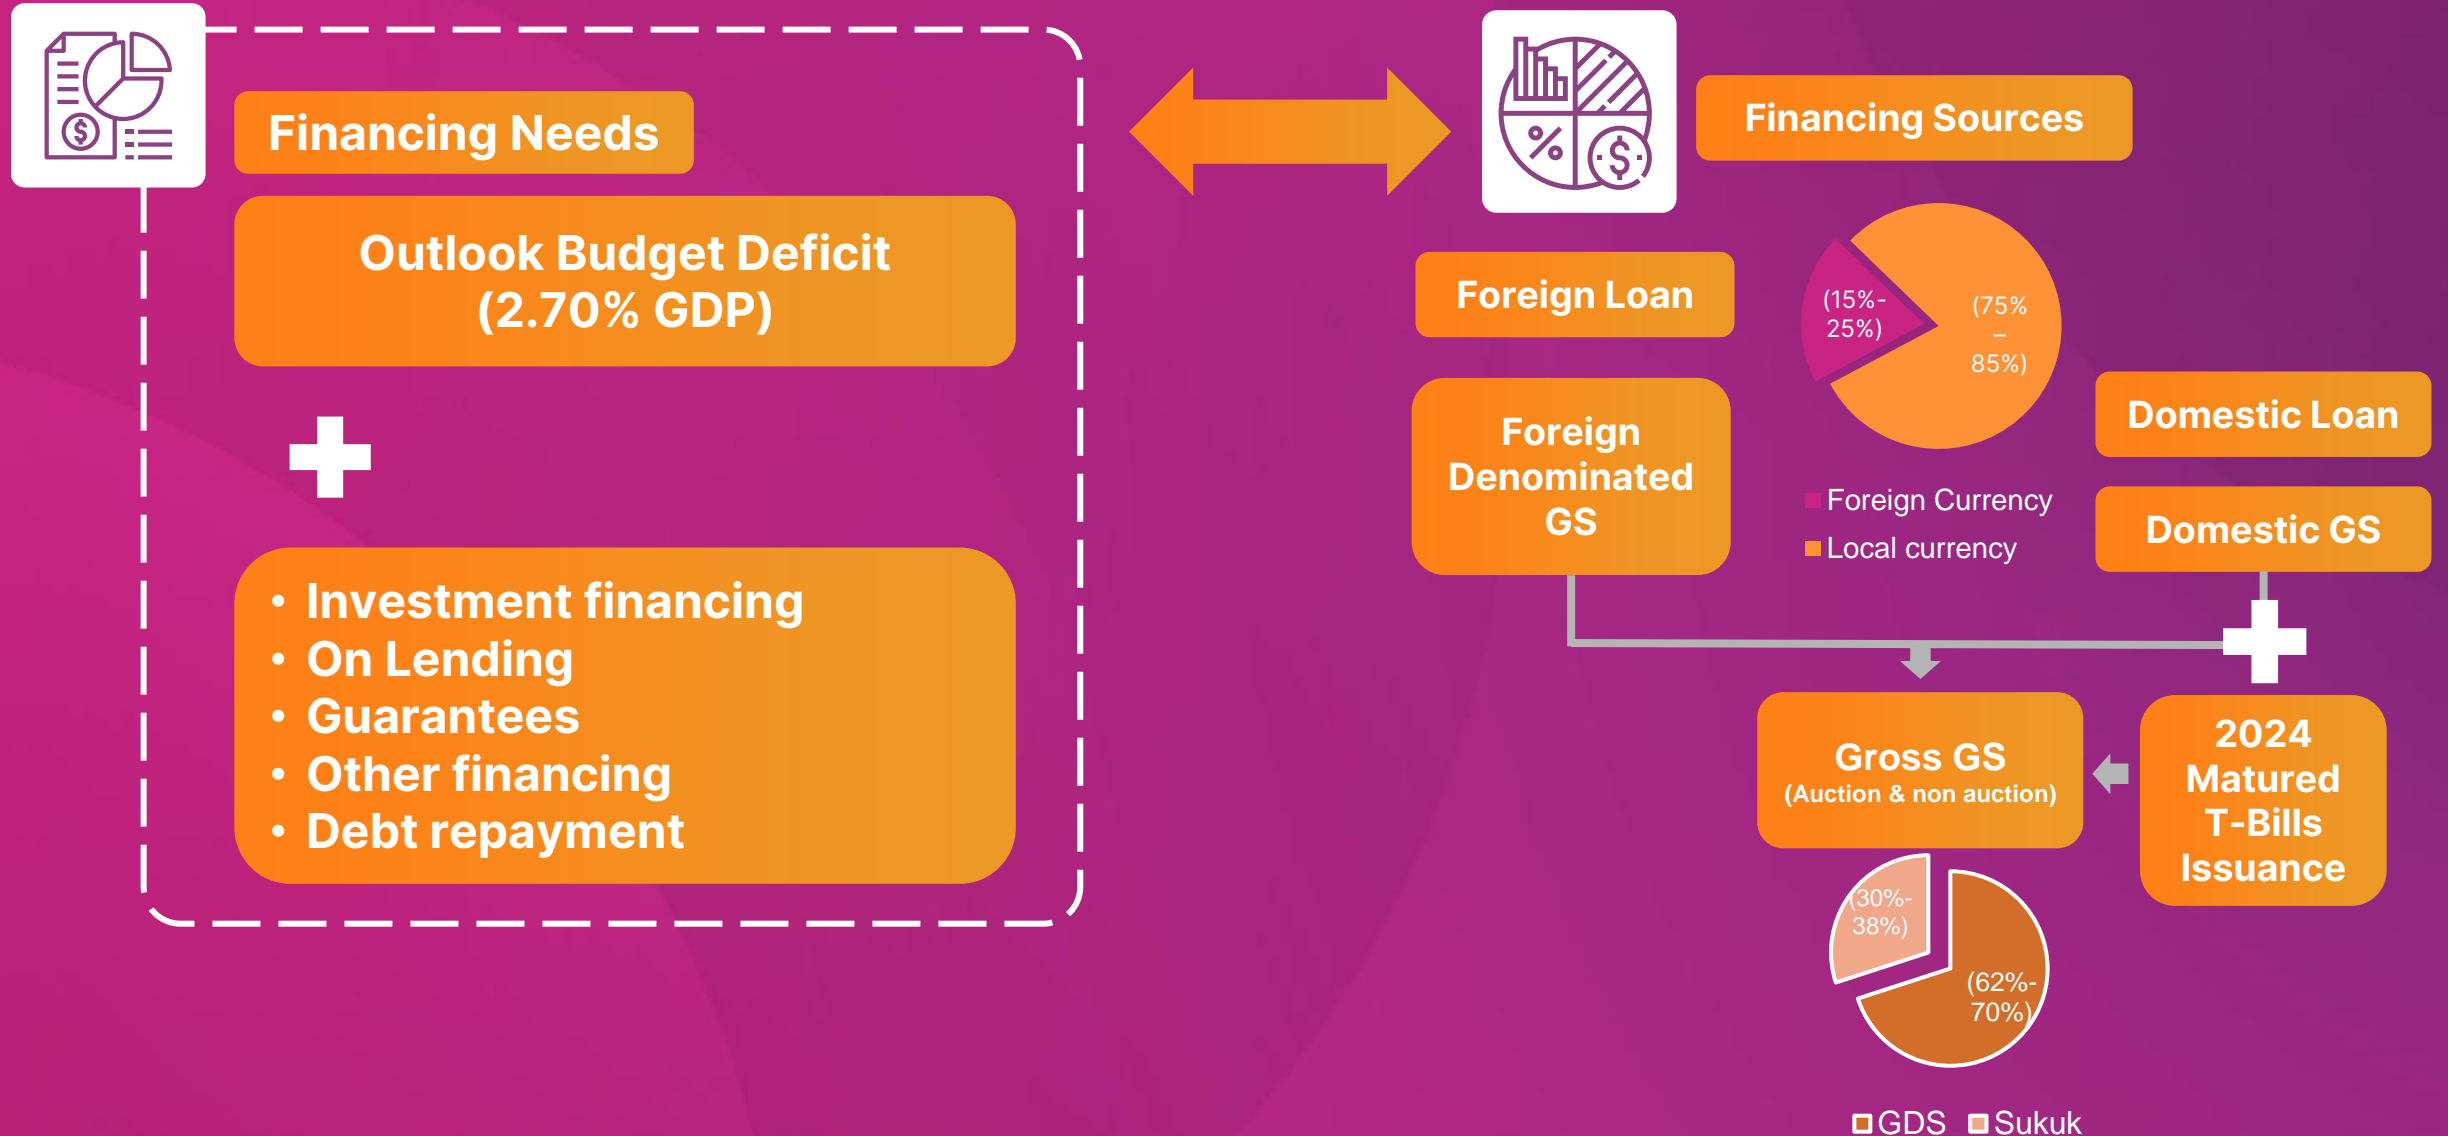 Financing Needs
Outlook Budget Deficit
(2.70% GDP)
• Investment financing
• On Lending
• Guarantees
• Other financing
• Debt repayment
Financing Sources
Foreign Loan
Foreign
Denominated
GS
(15%-
25%)
(75%
–
85%)
Foreign Currency
Local currency
Domestic Loan
Domestic GS
Gross GS
(Auction & non auction)
2024
Matured
T-Bills
Issuance
(30%-
38%)
(62%-
70%)
GDS Sukuk